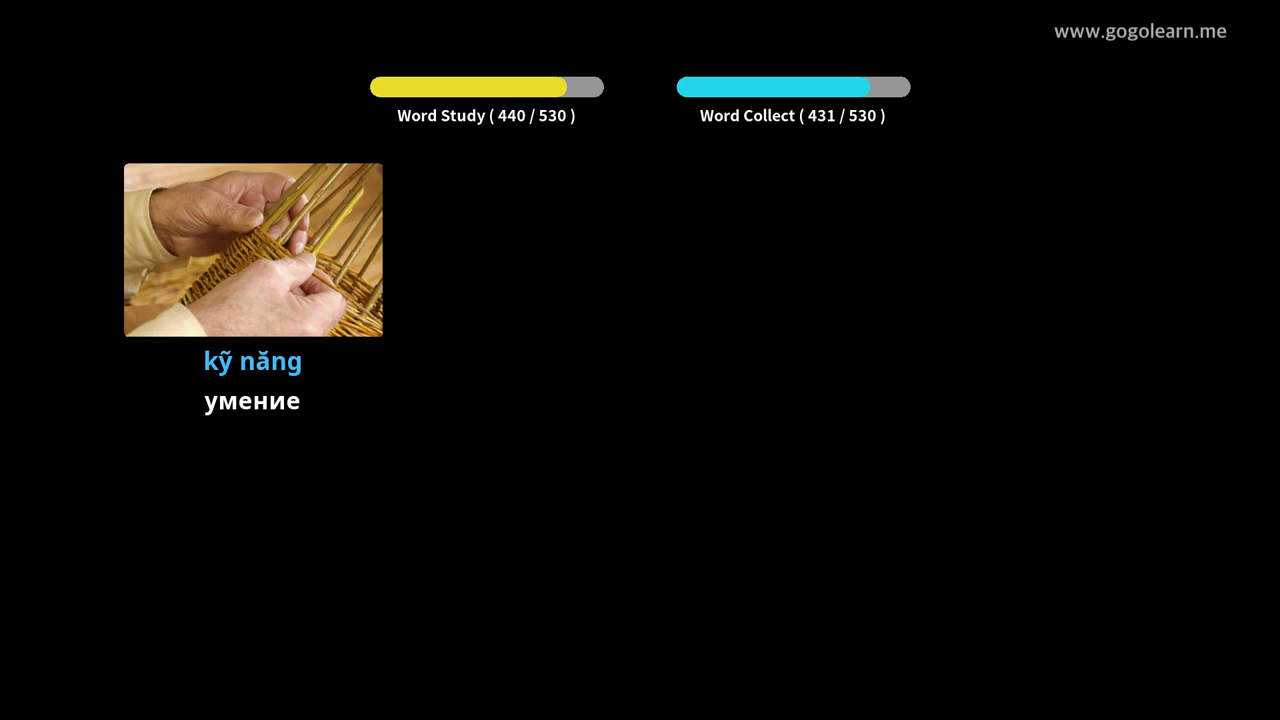 www.gogolearn.me
Word Study ( 440 / 530 )
Word Collect ( 431 / 530 )
kỹ năng
умение